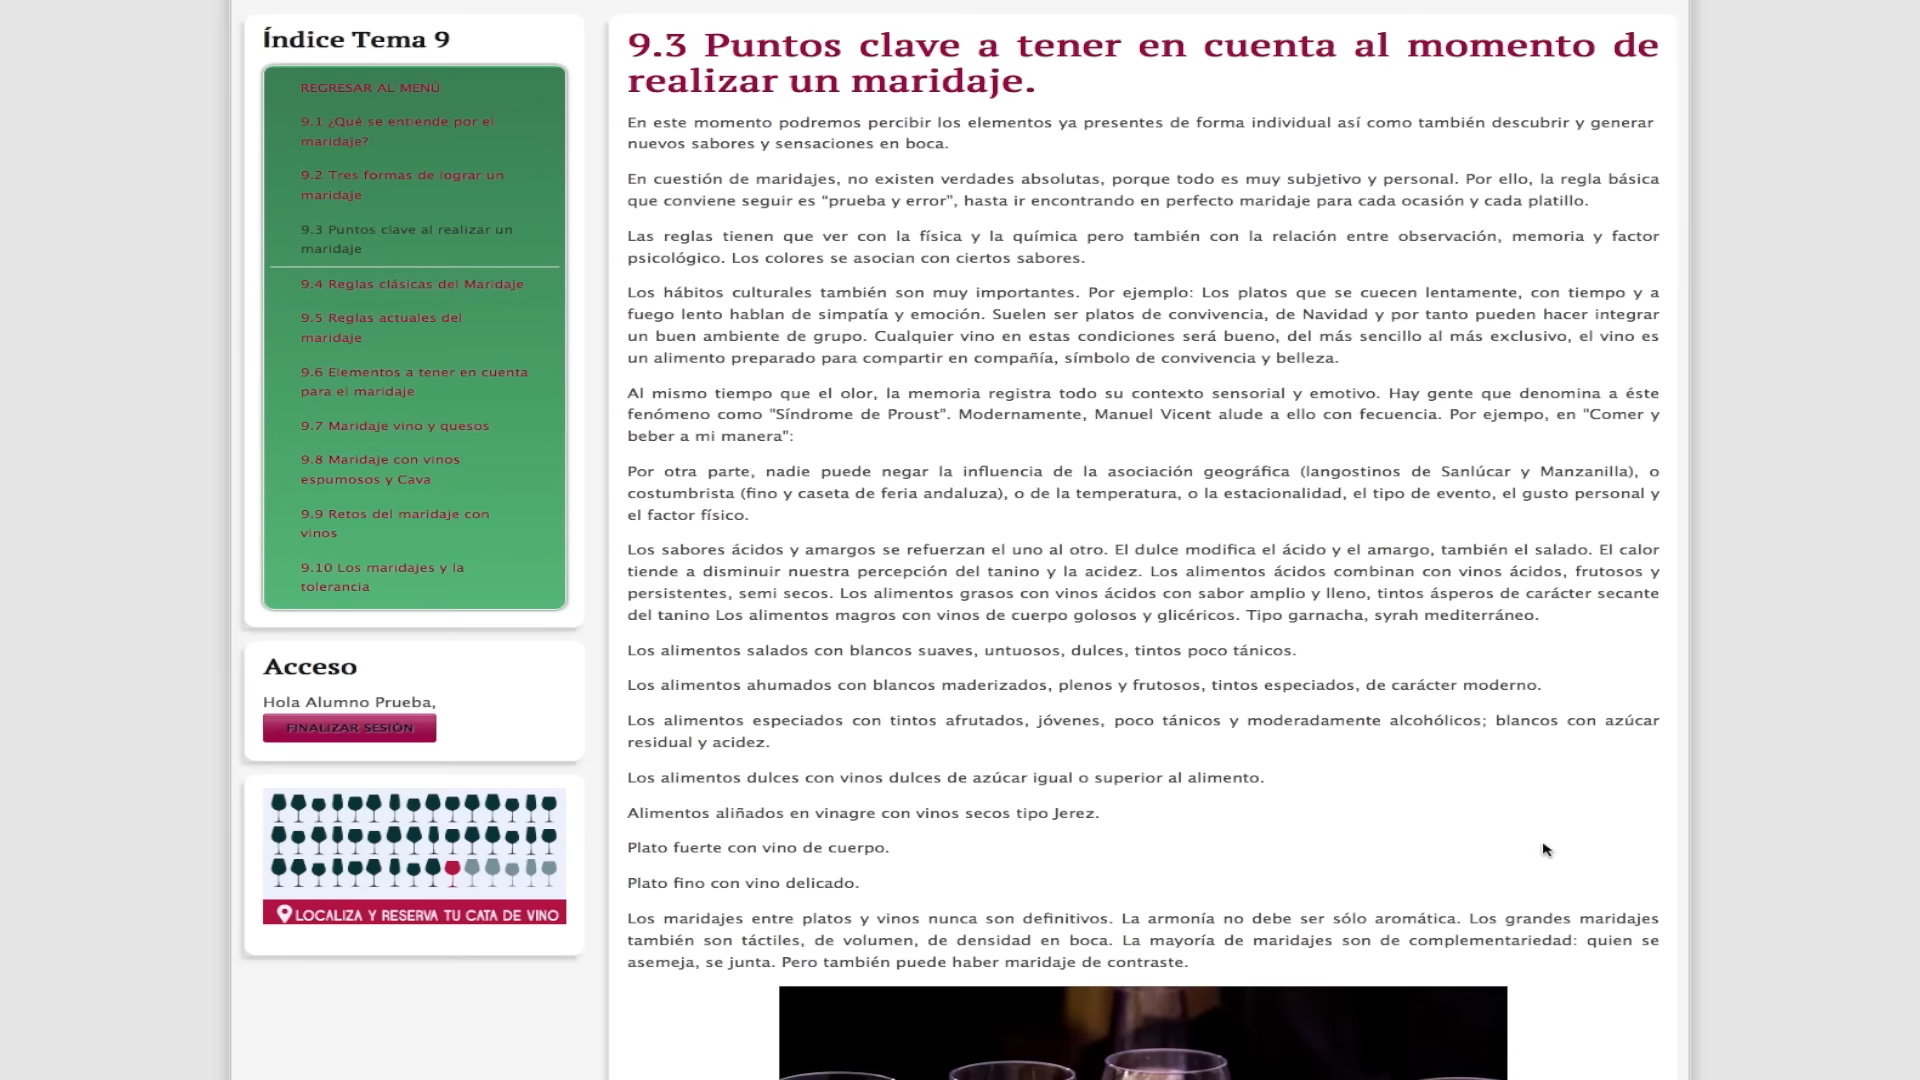 Índice Tema 9
REGRESAR AL MENÚ
9.1 ¿Qué se entiende por el
maridaje?
9.2 Tres formas de lograr un
maridaje
9.3 Puntos clave al realizar un
maridaje
9.4 Reglas clásicas del Maridaje
9.5 Reglas actuales del
maridaje
9.6 Elementos a tener en cuenta
para el maridaje
9.7 Maridaje vino y quesos
9.8 Maridaje con vinos
espumosos y Cava
9.9 Retos del maridaje con
vinos
9.10 Los maridajes y la
tolerancia
Acceso
Hola Alumno Prueba,
FINALIZAR SESIÓN
LOCALIZA Y RESERVA TU CATA DE VINO
9.3 Puntos clave a tener en cuenta al momento de
realizar un maridaje.
En este momento podremos percibir los elementos ya presentes de forma individual así como también descubrir y generar
nuevos sabores y sensaciones en boca.
En cuestión de maridajes, no existen verdades absolutas, porque todo es muy subjetivo y personal. Por ello, la regla básica
que conviene seguir es "prueba y error", hasta ir encontrando en perfecto maridaje para cada ocasión y cada platillo.
Las reglas tienen que ver con la física y la química pero también con la relación entre observación, memoria y factor
psicológico. Los colores se asocian con ciertos sabores.
Los hábitos culturales también son muy importantes. Por ejemplo: Los platos que se cuecen lentamente, con tiempo y a
fuego lento hablan de simpatía y emoción. Suelen ser platos de convivencia, de Navidad y por tanto pueden hacer integrar
un buen ambiente de grupo. Cualquier vino en estas condiciones será bueno, del más sencillo al más exclusivo, el vino es
un alimento preparado para compartir en compañía, símbolo de convivencia y belleza.
Al mismo tiempo que el olor, la memoria registra todo su contexto sensorial y emotivo. Hay gente que denomina a éste
fenómeno como "Síndrome de Proust". Modernamente, Manuel Vicent alude a ello con fecuencia. Por ejempo, en "Comer y
beber a mi manera":
Por otra parte, nadie puede negar la influencia de la asociación geográfica (langostinos de Sanlúcar y Manzanilla), o
costumbrista (fino y caseta de feria andaluza), o de la temperatura, o la estacionalidad, el tipo de evento, el gusto personal y
el factor físico.
Los sabores ácidos y amargos se refuerzan el uno al otro. El dulce modifica el ácido y el amargo, también el salado. El calor
tiende a disminuir nuestra percepción del tanino y la acidez. Los alimentos ácidos combinan con vinos ácidos, frutosos y
persistentes, semi secos. Los alimentos grasos con vinos ácidos con sabor amplio y lleno, tintos ásperos de carácter secante
del tanino Los alimentos magros con vinos de cuerpo golosos y glicéricos. Tipo garnacha, syrah mediterráneo.
Los alimentos salados con blancos suaves, untuosos, dulces, tintos poco tánicos.
Los alimentos ahumados con blancos maderizados, plenos y frutosos, tintos especiados, de carácter moderno.
Los alimentos especiados con tintos afrutados, jóvenes, poco tánicos y moderadamente alcohólicos; blancos con azúcar
residual y acidez.
Los alimentos dulces con vinos dulces de azúcar igual o superior al alimento.
Alimentos aliñados en vinagre con vinos secos tipo Jerez.
Plato fuerte con vino de cuerpo.
Plato fino con vino delicado.
Los maridajes entre platos y vinos nunca son definitivos. La armonía no debe ser sólo aromática. Los grandes maridajes
también son táctiles, de volumen, de densidad en boca. La mayoría de maridajes son de complementariedad: quien se
asemeja, se junta. Pero también puede haber maridaje de contraste.